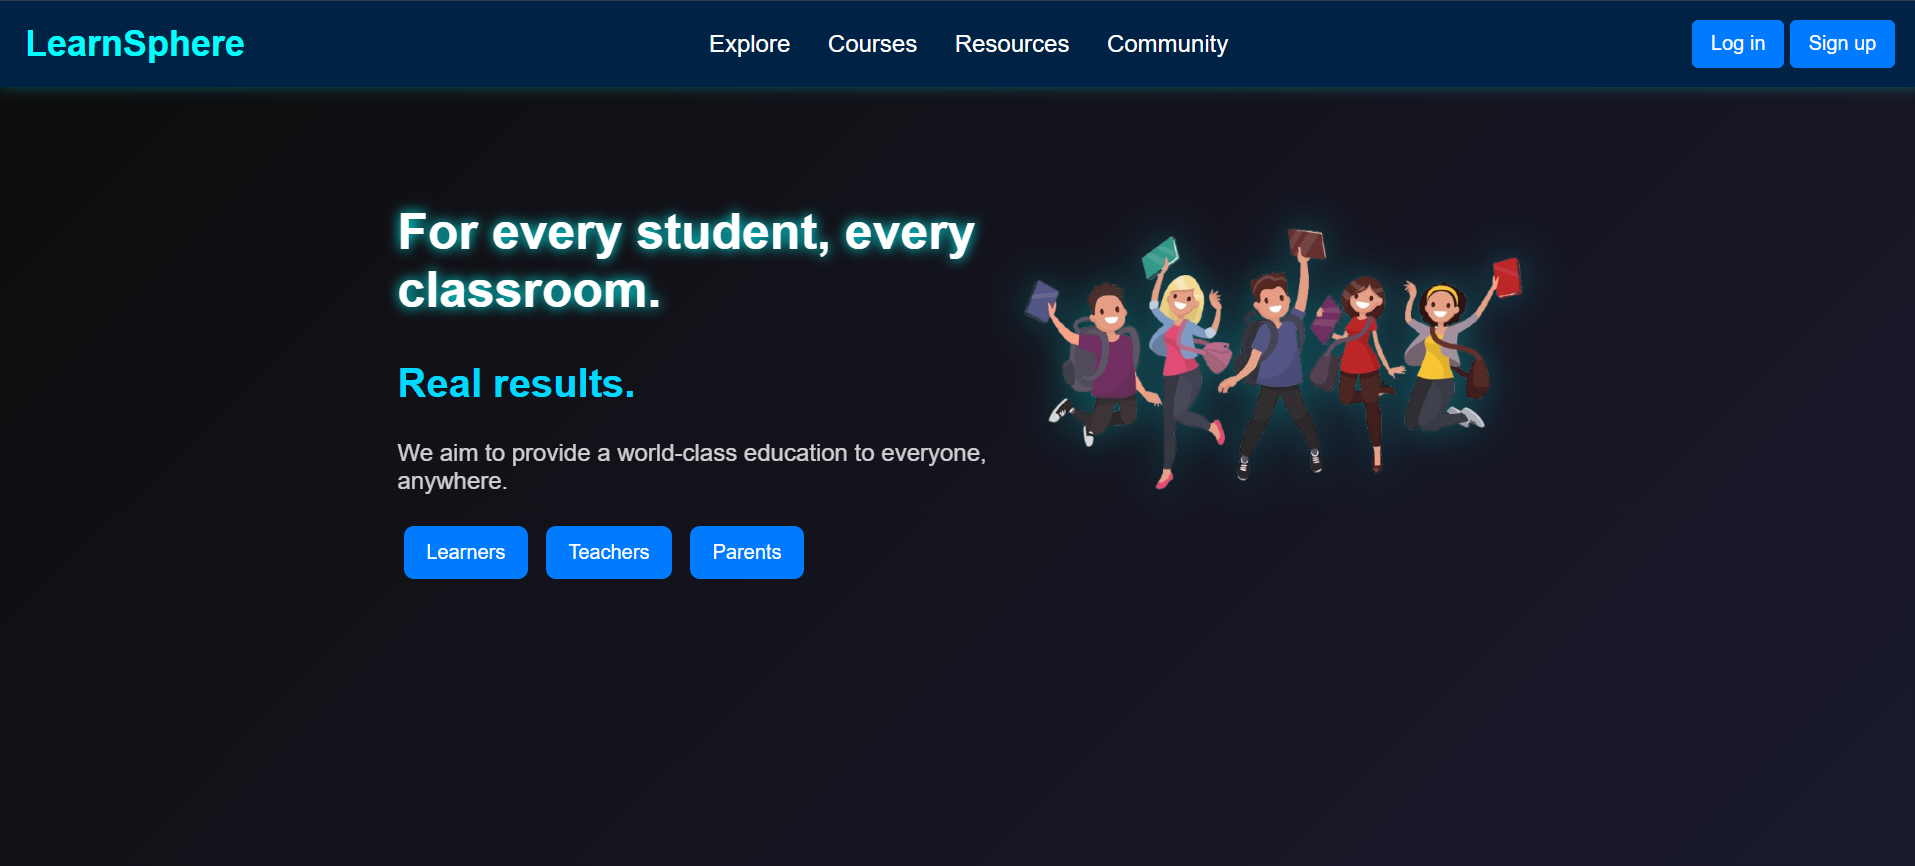 LearnSphere
Explore Courses Resources Community
Log in Sign up
For every student, every
classroom.
Real results.
We aim to provide a world-class education to everyone,
anywhere.
Learners Teachers Parents